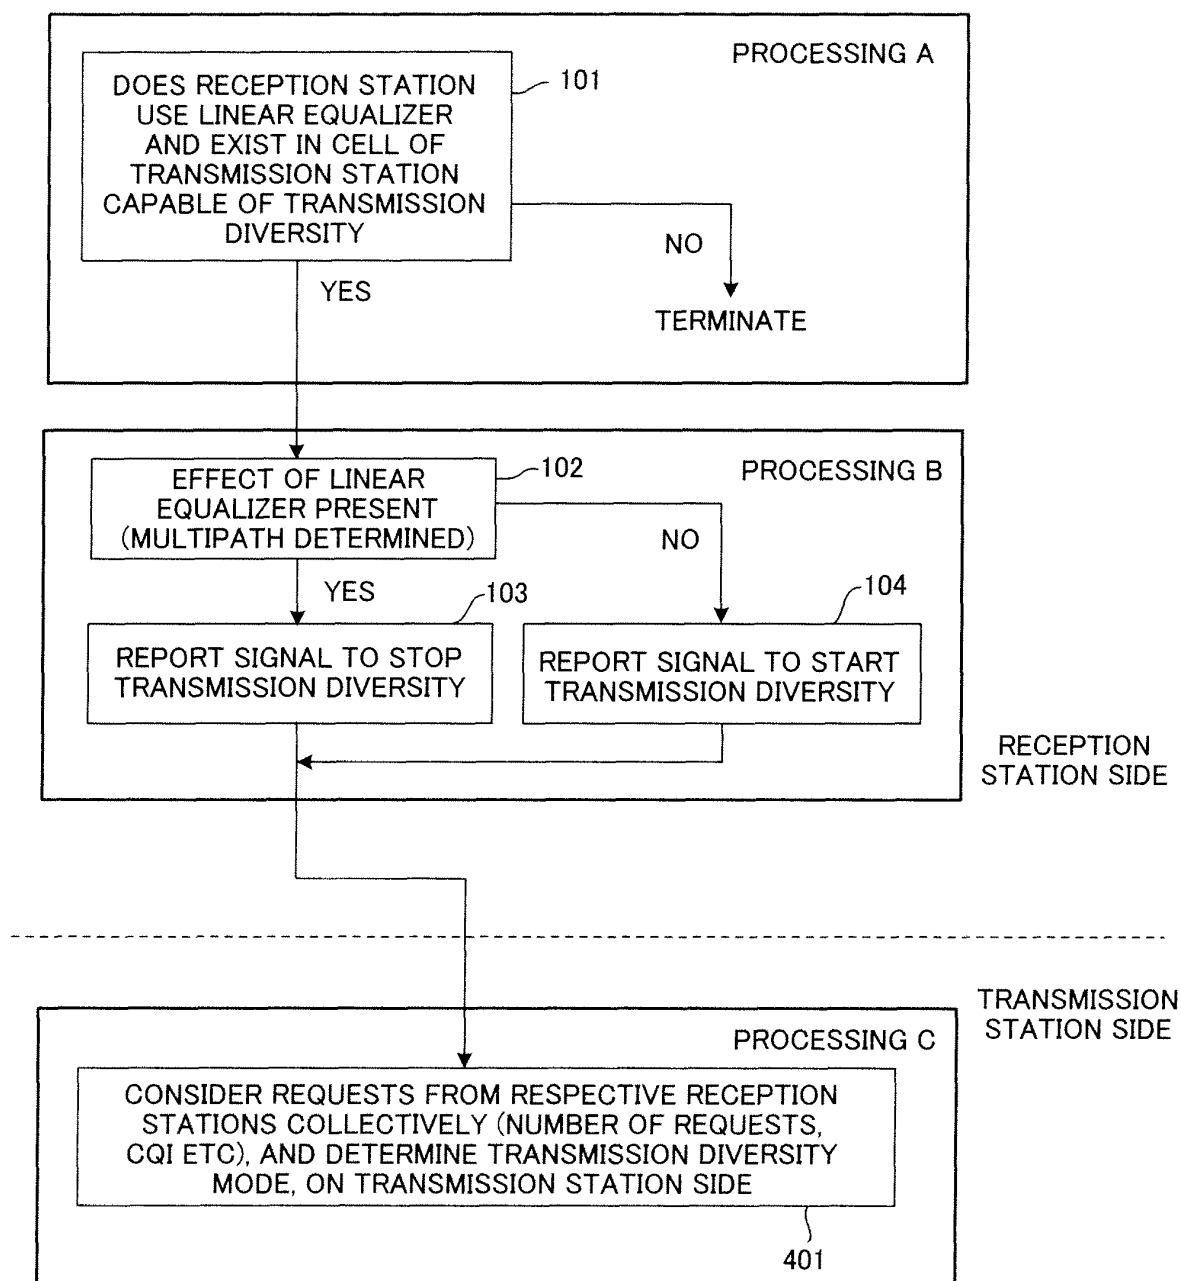 PROCESSING A
DOES RECEPTION STATION
USE LINEAR EQUALIZER
AND EXIST IN CELL OF
TRANSMISSION STATION
CAPABLE OF TRANSMISSION
DIVERSITY
101
NO
YES
TERMINATE
PROCESSING B
EFFECT OF LINEAR
EQUALIZER PRESENT
(MULTIPATH DETERMINED)
102
NO
YES
103
104
REPORT SIGNAL TO STOP
TRANSMISSION DIVERSITY
REPORT SIGNAL TO START
TRANSMISSION DIVERSITY
RECEPTION
STATION SIDE
TRANSMISSION
STATION SIDE
PROCESSING C
CONSIDER REQUESTS FROM RESPECTIVE RECEPTION
STATIONS COLLECTIVELY (NUMBER OF REQUESTS,
CQI ETC), AND DETERMINE TRANSMISSION DIVERSITY
MODE, ON TRANSMISSION STATION SIDE
401